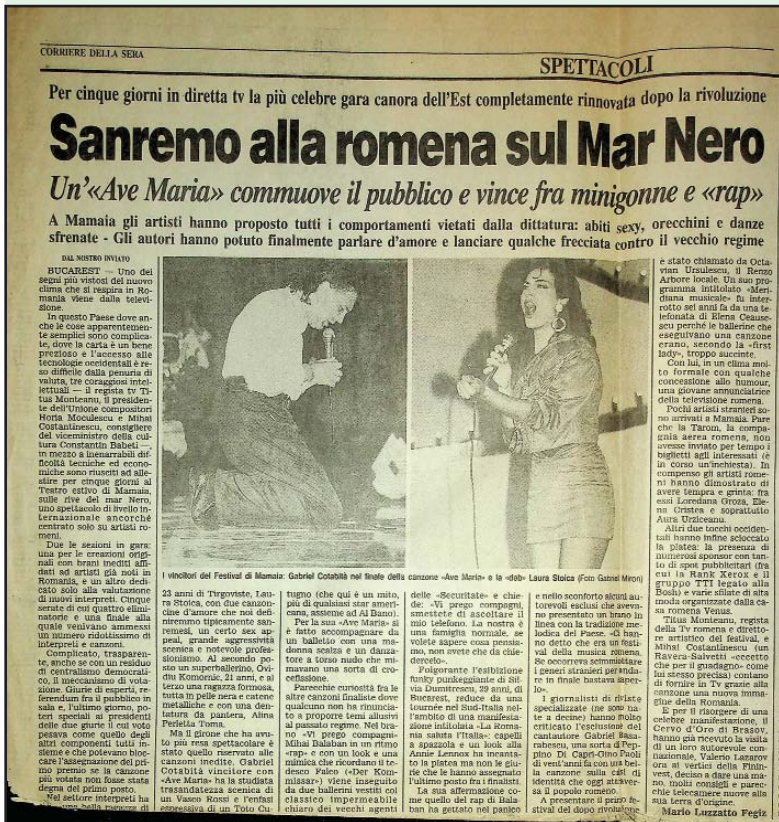 CORRIERE DELLA SERA
SPETTACOLI
Per cinque giorni in diretta tv la più celebre gara canora dell'Est completamente rinnovata dopo la rivoluzione
Sanremo alla romena sul Mar Nero
Un'«Ave Maria» commuove il pubblico e vince fra minigonne e «rap»
A Mamaia gli artisti hanno proposto tutti i comportamenti vietati dalla dittatura: abiti sexy, orecchini e danze
sfrenate - Gli autori hanno potuto finalmente parlare d'amore e lanciare qualche frecciata contro il vecchio regime
DAL NOSTRO INVIATO
BUCAREST — Uno dei
segni più vistosi del nuovo
clima che si respira in Ro-
mania viene dalla televi-
sione.
In questo Paese dove an-
che le cose apparentemen-
te semplici sono complica-
te, dove la carta è un bene
prezioso e l'accesso alle
tecnologie occidentali è re-
so difficile dalla penuria di
valuta, tre coraggiosi intel-
lettuali — il regista tv Ti-
tus Monteanu, il presiden-
te dell'Unione compositori
Horia Moculescu e Mihai
Costantinescu, consigliere
del viceministro della cul-
tura Constantin Babeti —,
in mezzo a inenarrabili dif-
ficoltà tecniche ed econo-
miche sono riusciti ad alle-
stire per cinque giorni al
Teatro estivo di Mamaia,
sulle rive del mar Nero,
uno spettacolo di livello in-
ternazionale ancorché
centrato solo su artisti ro-
meni.
Due le sezioni in gara:
una per le creazioni origi-
nali con brani inediti affi-
dati ad artisti già noti in
Romania, e un altro dedi-
cato solo alla valutazione
di nuovi interpreti. Cinque
serate di cui quattro elimi-
natorie e una finale alla
quale venivano ammessi
un numero ridottissimo di
interpreti e canzoni.
Complicato, trasparen-
te, anche se con un residuo
di centralismo democrati-
co, il meccanismo di vota-
zione. Giurie di esperti, re-
ferendum fra il pubblico in
sala e, l'ultimo giorno, po-
teri speciali ai presidenti
delle due giurie il cui voto
pesava come quello degli
altri componenti tutti in-
sieme e che potevano bloc-
care l'assegnazione del pri-
mo premio se la canzone
più votata non fosse stata
degna del primo posto.
Nel settore interpreti ha
una bella ragazza di
I vincitori del Festival di Mamaia: Gabriel Cotabità nel finale della canzone «Ave Maria» e la «deb» Laura Stoica (Foto Gabriel Miron)
23 anni di Tirgoviste, Lau-
ra Stoica, con due canzon-
cine d'amore che noi defi-
niremmo tipicamente san-
remesi, un certo sex ap-
peal, grande aggressività
scenica e notevole profes-
sionismo. Al secondo po-
sto un superballerino, Ovi-
diu Komornic, 21 anni, e al
terzo una ragazza formosa,
tutta in pelle nera e catene
metalliche e con una den-
tatura da pantera, Alina
Perletta Toma.
Ma il girone che ha avu-
to più resa spettacolare è
stato quello riservato alle
canzoni inedite. Gabriel
Cotabità vincitore con
«Ave Maria» ha la studiata
trasandatezza scenica di
un Vasco Rossi e l'enfasi
espressiva di un Toto Cu-
tugno (che qui è un mito,
più di qualsiasi star ameri-
cana, assieme ad Al Bano).
Per la sua «Ave Maria» si
è fatto accompagnare da
un balletto con una ma-
donna scalza e un danza-
tore a torso nudo che mi-
mavano una sorta di cro-
cefissione.
Parecchie curiosità fra le
altre canzoni finaliste dove
qualcuno non ha rinuncia-
to a proporre temi allusivi
al passato regime. Nel bra-
no «Vi prego compagni»
Mihai Balaban in un ritmo
«rap» e con un look e una
mimica che ricordano il te-
desco Falco («Der Kom-
missar») viene inseguito
da due ballerini vestiti col
classico impermeabile
chiaro dei vecchi agenti
delle «Securitate» e chie-
de: «Vi prego compagni,
smettete di ascoltare il
mio telefono. La nostra è
una famiglia normale, se
volete sapere cosa pensia-
mo, non avete che da chie-
dercelo».
Folgorante l'esibizione
funky punkeggiante di Sil-
via Dumitrescu, 29 anni, di
Bucarest, reduce da una
tournée nel Sud-Italia nel-
l'ambito di una manifesta-
zione intitolata «La Roma-
nia saluta l'Italia»: capelli
a spazzola e un look alla
Annie Lennox ha incanta-
to la platea ma non le giu-
rie che le hanno assegnato
l'ultimo posto fra i finalisti.
La sua affermazione co-
me quello del rap di Bala-
ban ha gettato nel panico
e nello sconforto alcuni au-
torevoli esclusi che aveva-
no presentato un brano in
linea con la tradizione me-
lodica del Paese. «Ci han-
no detto che era un festi-
val della musica romena.
Se occorreva scimmiottare
i generi stranieri per anda-
re in finale bastava saper-
lo».
I giornalisti di riviste
specializzate (ne sono na-
te a decine) hanno molto
criticato l'esclusione del
cantautore Gabriel Basa-
rabescu, una sorta di Pep-
pino Di Capri-Gino Paoli
di vent'anni fa con una bel-
la canzone sulla crisi di
identità che oggi attraver-
sa il popolo romeno.
A presentare il primo fe-
stival del dopo rivoluzione
è stato chiamato da Octa-
vian Ursulescu, il Renzo
Arbore locale. Un suo pro-
gramma intitolato «Meri-
diana musicale» fu inter-
rotto sei anni fa da una te-
lefonata di Elena Ceause-
scu perché le ballerine che
eseguivano una canzone
erano, secondo la «first
lady», troppo succinte.
Con lui, in un clima mol-
to formale con qualche
concessione allo humour,
una giovane annunciatrice
della televisione romena.
Pochi artisti stranieri so-
no arrivati a Mamaia. Pare
che la Tarom, la compa-
gnia aerea romena, non
avesse inviato per tempo i
biglietti agli interessati (è
in corso un'inchiesta). In
compenso gli artisti rome-
ni hanno dimostrato di
avere tempra e grinta: fra
essi Loredana Groza, Ele-
na Cristea e soprattutto
Aura Urziceanu.
Altri due tocchi occiden-
tali hanno infine scioccato
la platea: la presenza di
numerosi sponsor con tan-
to di spot pubblicitari (fra
cui la Rank Xerox e il
gruppo TTI legato alla
Bosh) e varie sfilate di alta
moda organizzate dalla ca-
sa romena Venus.
Titus Monteanu, regista
della Tv romena e diretto-
re artistico del festival, e
Mihai Costantinescu (un
Ravera-Salvetti «eccetto
che per il guadagno» come
lui stesso precisa) contano
di fornire in Tv grazie alla
canzone una nuova imma-
gine della Romania.
E per il risorgere di una
celebre manifestazione, il
Cervo d'Oro di Brasov,
hanno già ricevuto la visita
di un loro autorevole con-
nazionale, Valerio Lazarov
ora ai vertici della Finin-
vest, deciso a dare una ma-
no, molti consigli e parec-
chie telecamere nuove alla
sua terra d'origine.
Mario Luzzatto Fegiz